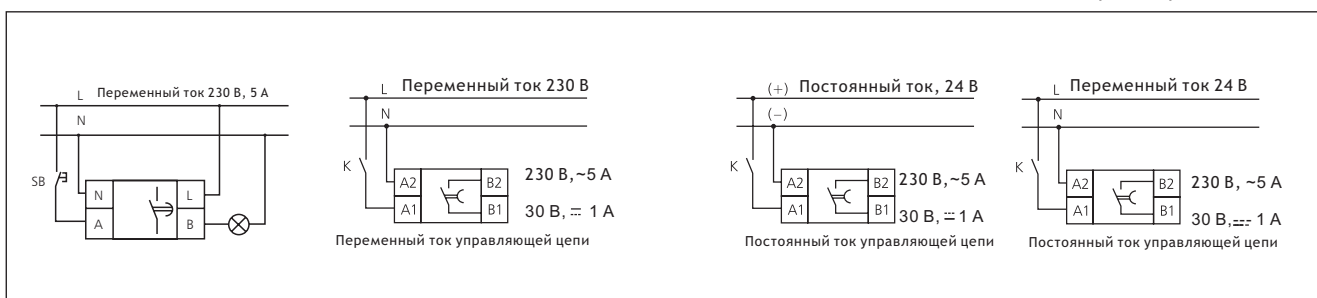 L Переменный ток 230 В, 5 А
N
SB
N L
A B
L Переменный ток 230 В
N
K
A2 B2 230 В,~5 А
A1 B1 30 В, ⎓ 1 А
Переменный ток управляющей цепи
(+) Постоянный ток, 24 В
(−)
K
A2 B2 230 В,~5 А
A1 B1 30 В, ⎓ 1 А
Постоянный ток управляющей цепи
L Переменный ток 24 В
N
K
A2 B2 230 В, ~5 А
A1 B1 30 В,⎓ 1 А
Постоянный ток управляющей цепи